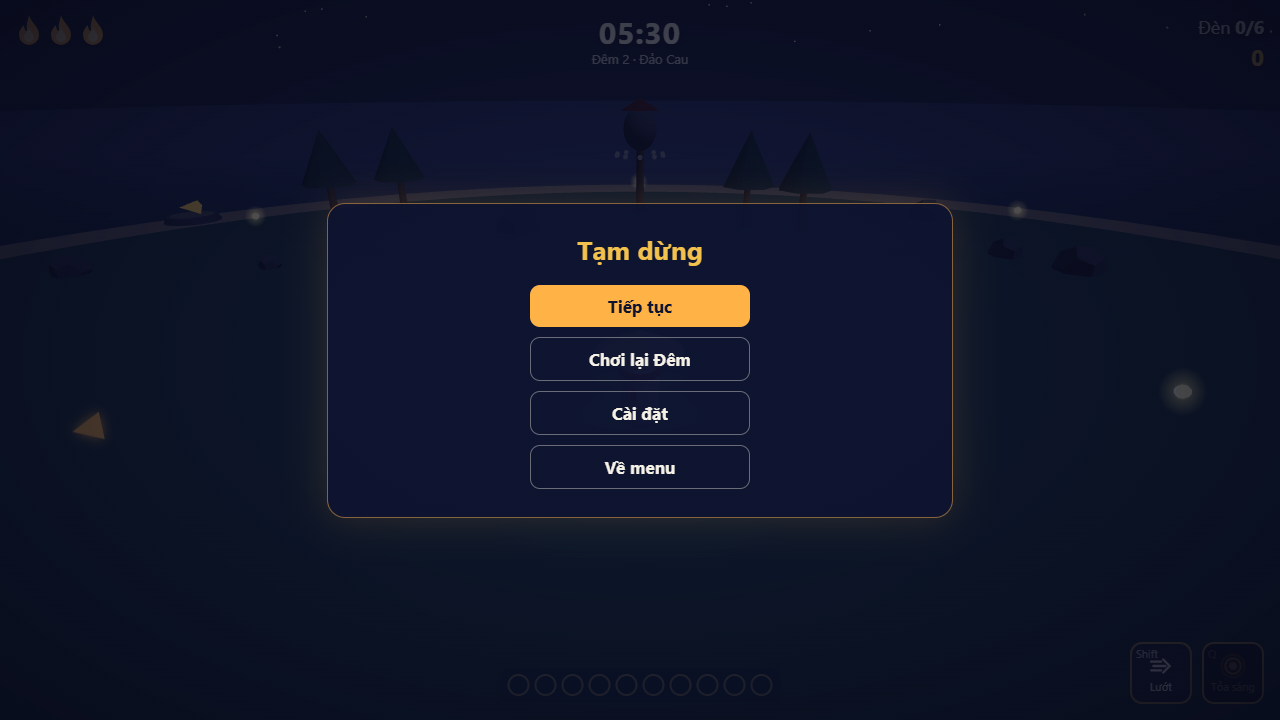 05:30
Đêm 2 · Đảo Cau
Đèn 0/6
0
Tạm dừng
Tiếp tục
Chơi lại Đêm
Cài đặt
Về menu
Shift
Lướt
Q
Tỏa sáng